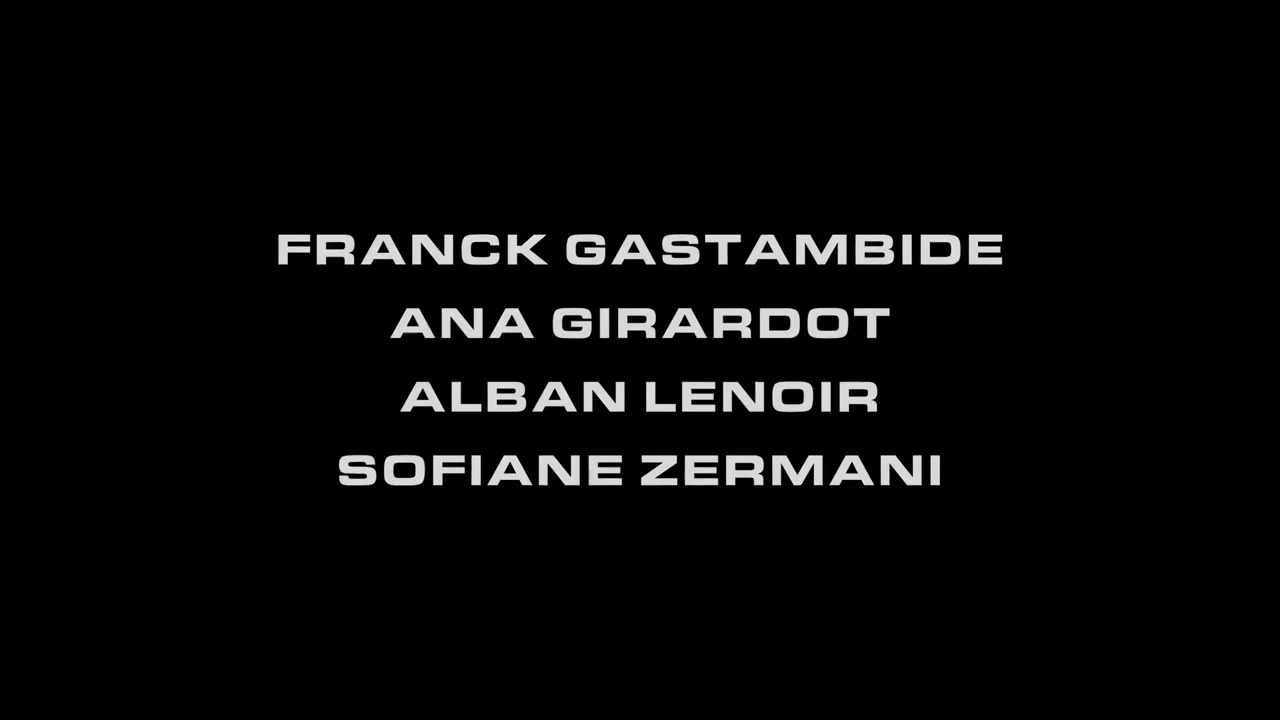 FRANCK GASTAMBIDE
ANA GIRARDOT
ALBAN LENOIR
SOFIANE ZERMANI